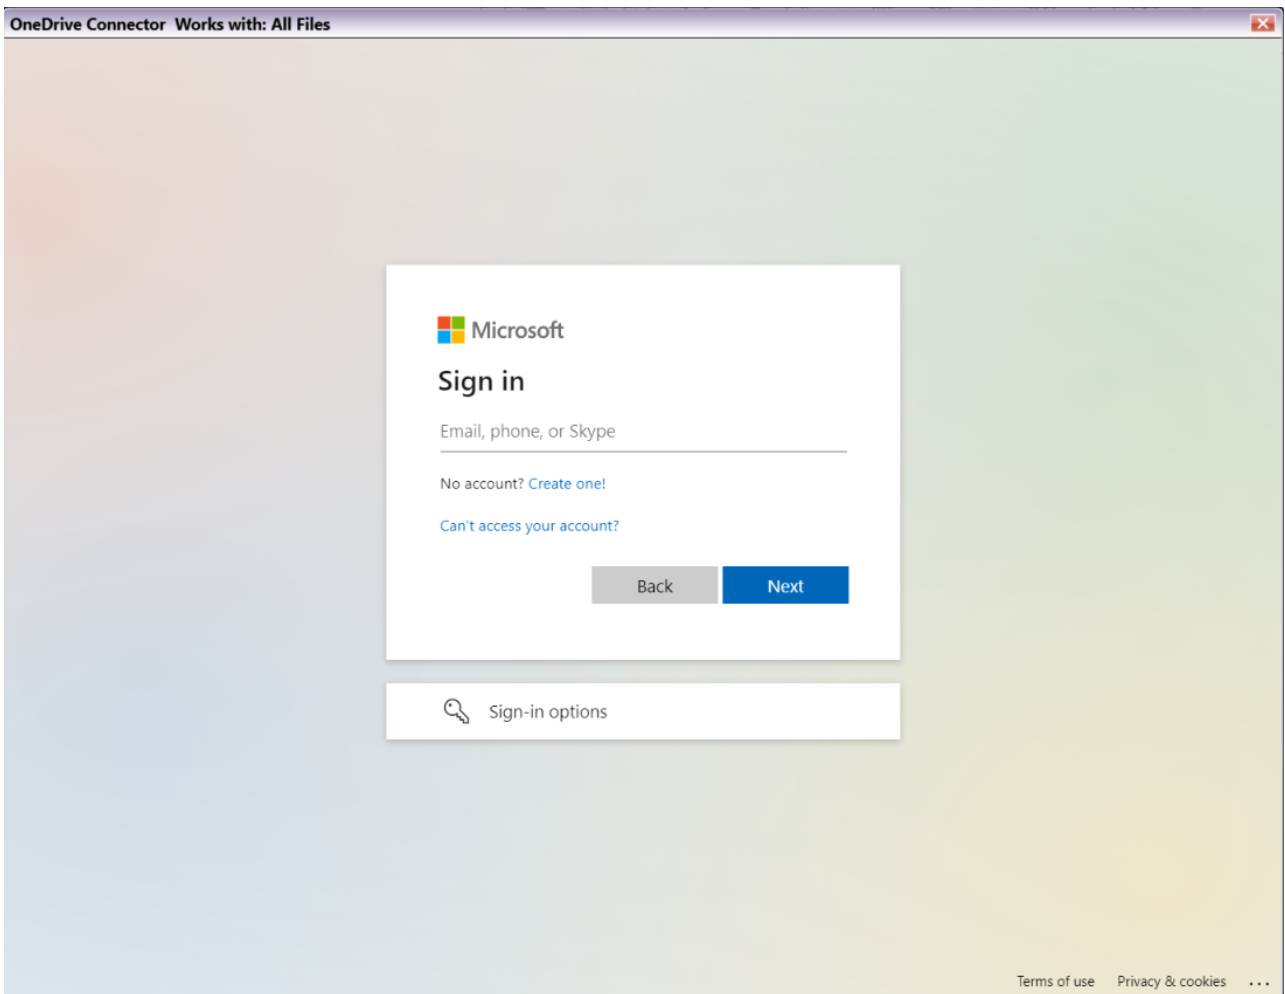 OneDrive Connector  Works with: All Files
Microsoft
Sign in
Email, phone, or Skype
No account? Create one!
Can't access your account?
Back Next
Sign-in options
Terms of use Privacy & cookies ...